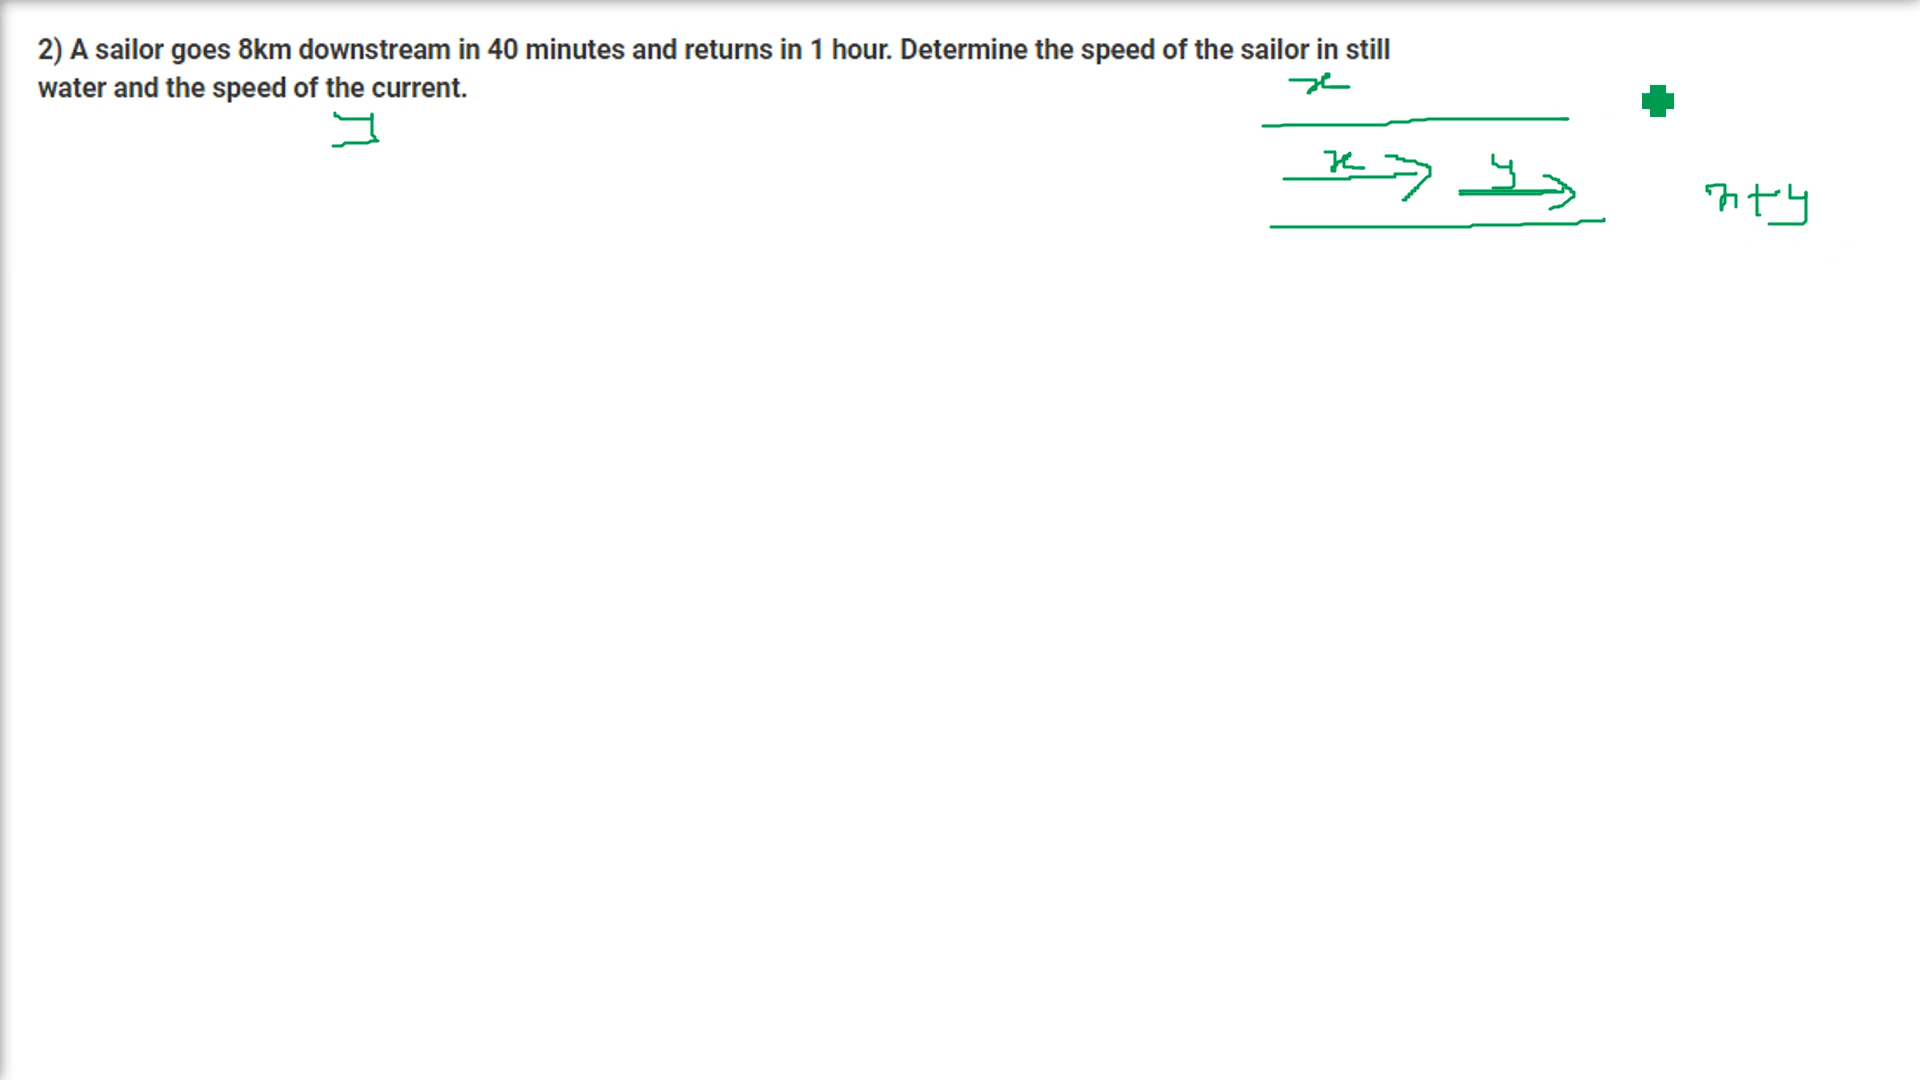 2) A sailor goes 8km downstream in 40 minutes and returns in 1 hour. Determine the speed of the sailor in still
water and the speed of the current.
x
y
x y
x+y